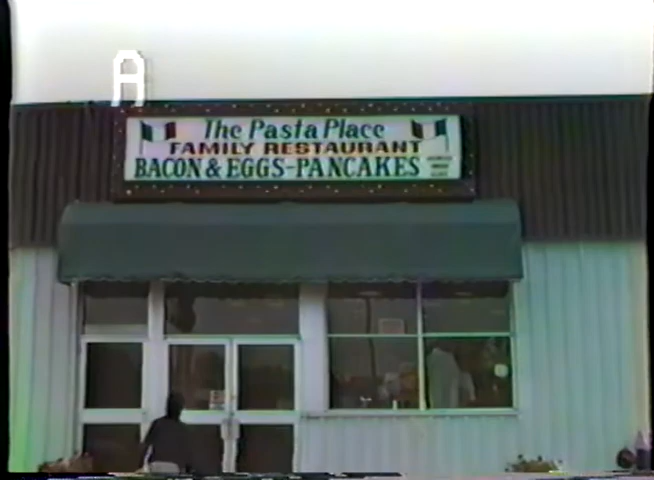 A
The Pasta Place
FAMILY RESTAURANT
BACON & EGGS-PANCAKES